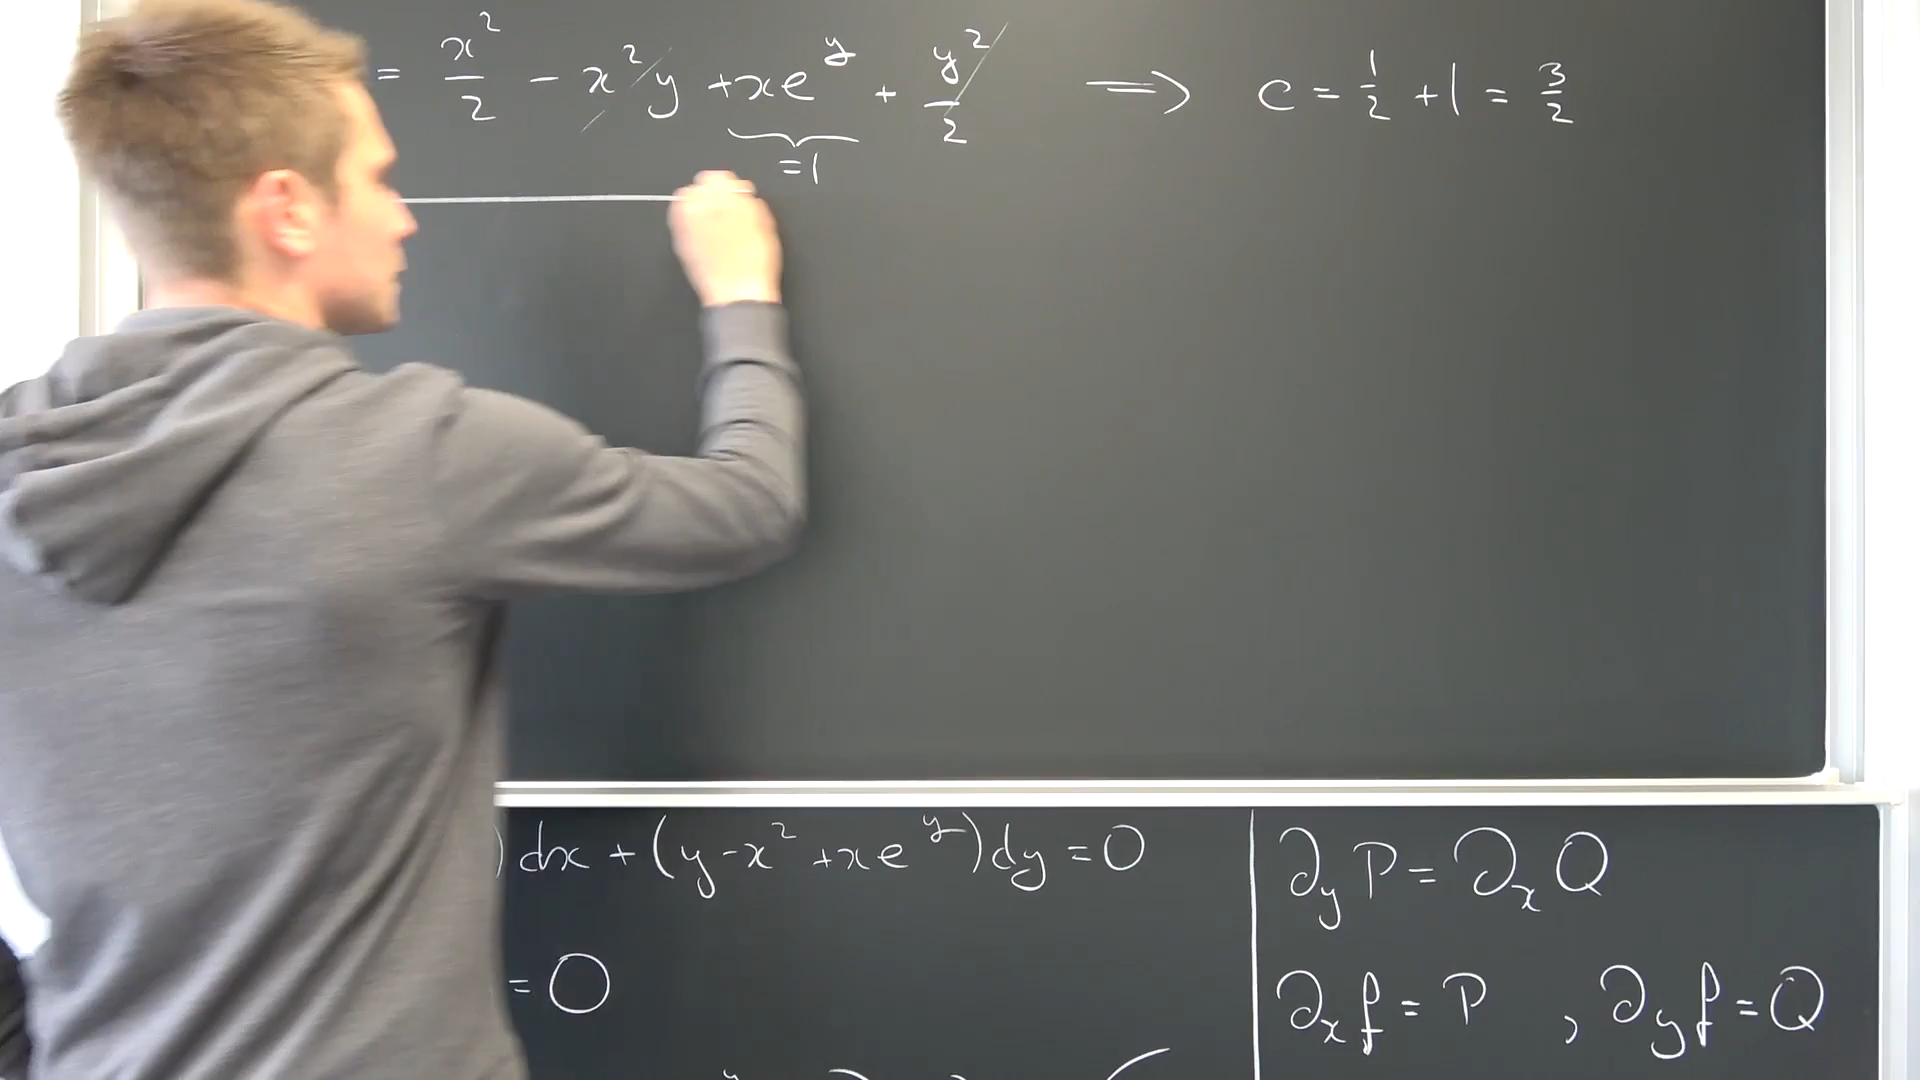 = x²/2 - x²y + xe^y + y²/2 ⟹ c = 1/2 + 1 = 3/2
=1
) dx + (y - x² + xe^y) dy = 0
∂_y P = ∂_x Q
= 0
∂_x f = P , ∂_y f = Q